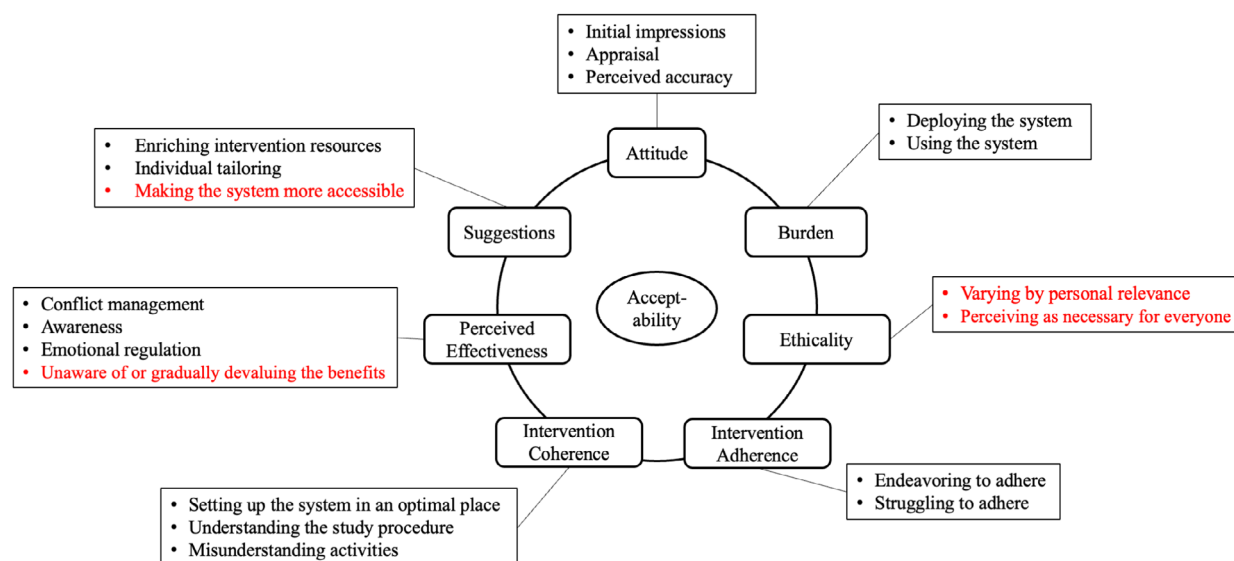 • Initial impressions
• Appraisal
• Perceived accuracy
Attitude
• Deploying the system
• Using the system
Burden
• Varying by personal relevance
• Perceiving as necessary for everyone
Ethicality
• Endeavoring to adhere
• Struggling to adhere
Intervention
Adherence
Intervention
Coherence
• Setting up the system in an optimal place
• Understanding the study procedure
• Misunderstanding activities
Perceived
Effectiveness
• Conflict management
• Awareness
• Emotional regulation
• Unaware of or gradually devaluing the benefits
Suggestions
• Enriching intervention resources
• Individual tailoring
• Making the system more accessible
Accept-
ability